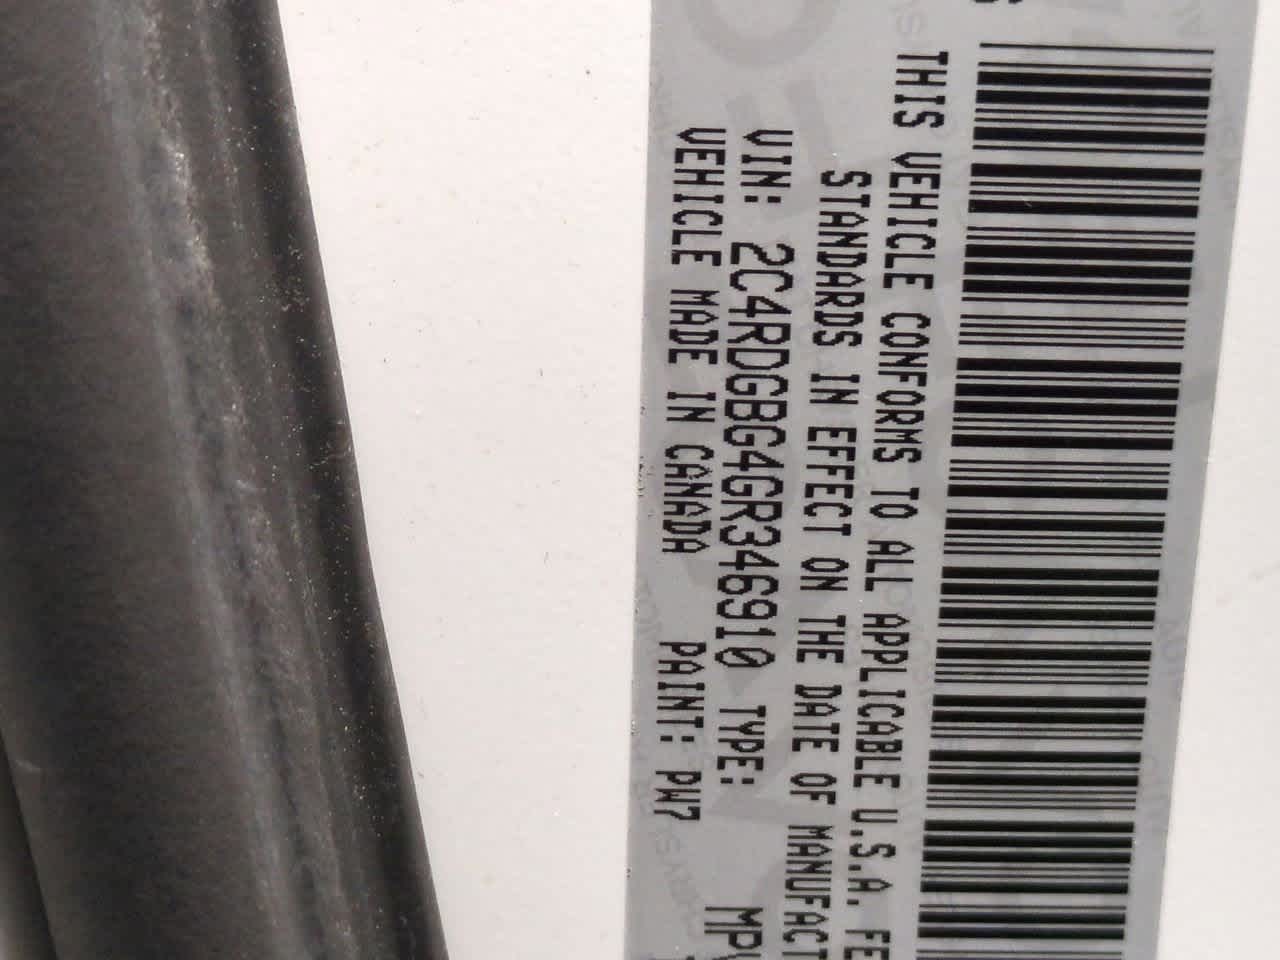 THIS VEHICLE CONFORMS TO ALL APPLICABLE U.S.A. FE
STANDARDS IN EFFECT ON THE DATE OF MANUFACT
VIN: 2C4RDGBG4GR346910 TYPE: MPV
VEHICLE MADE IN CANADA PAINT: PW7